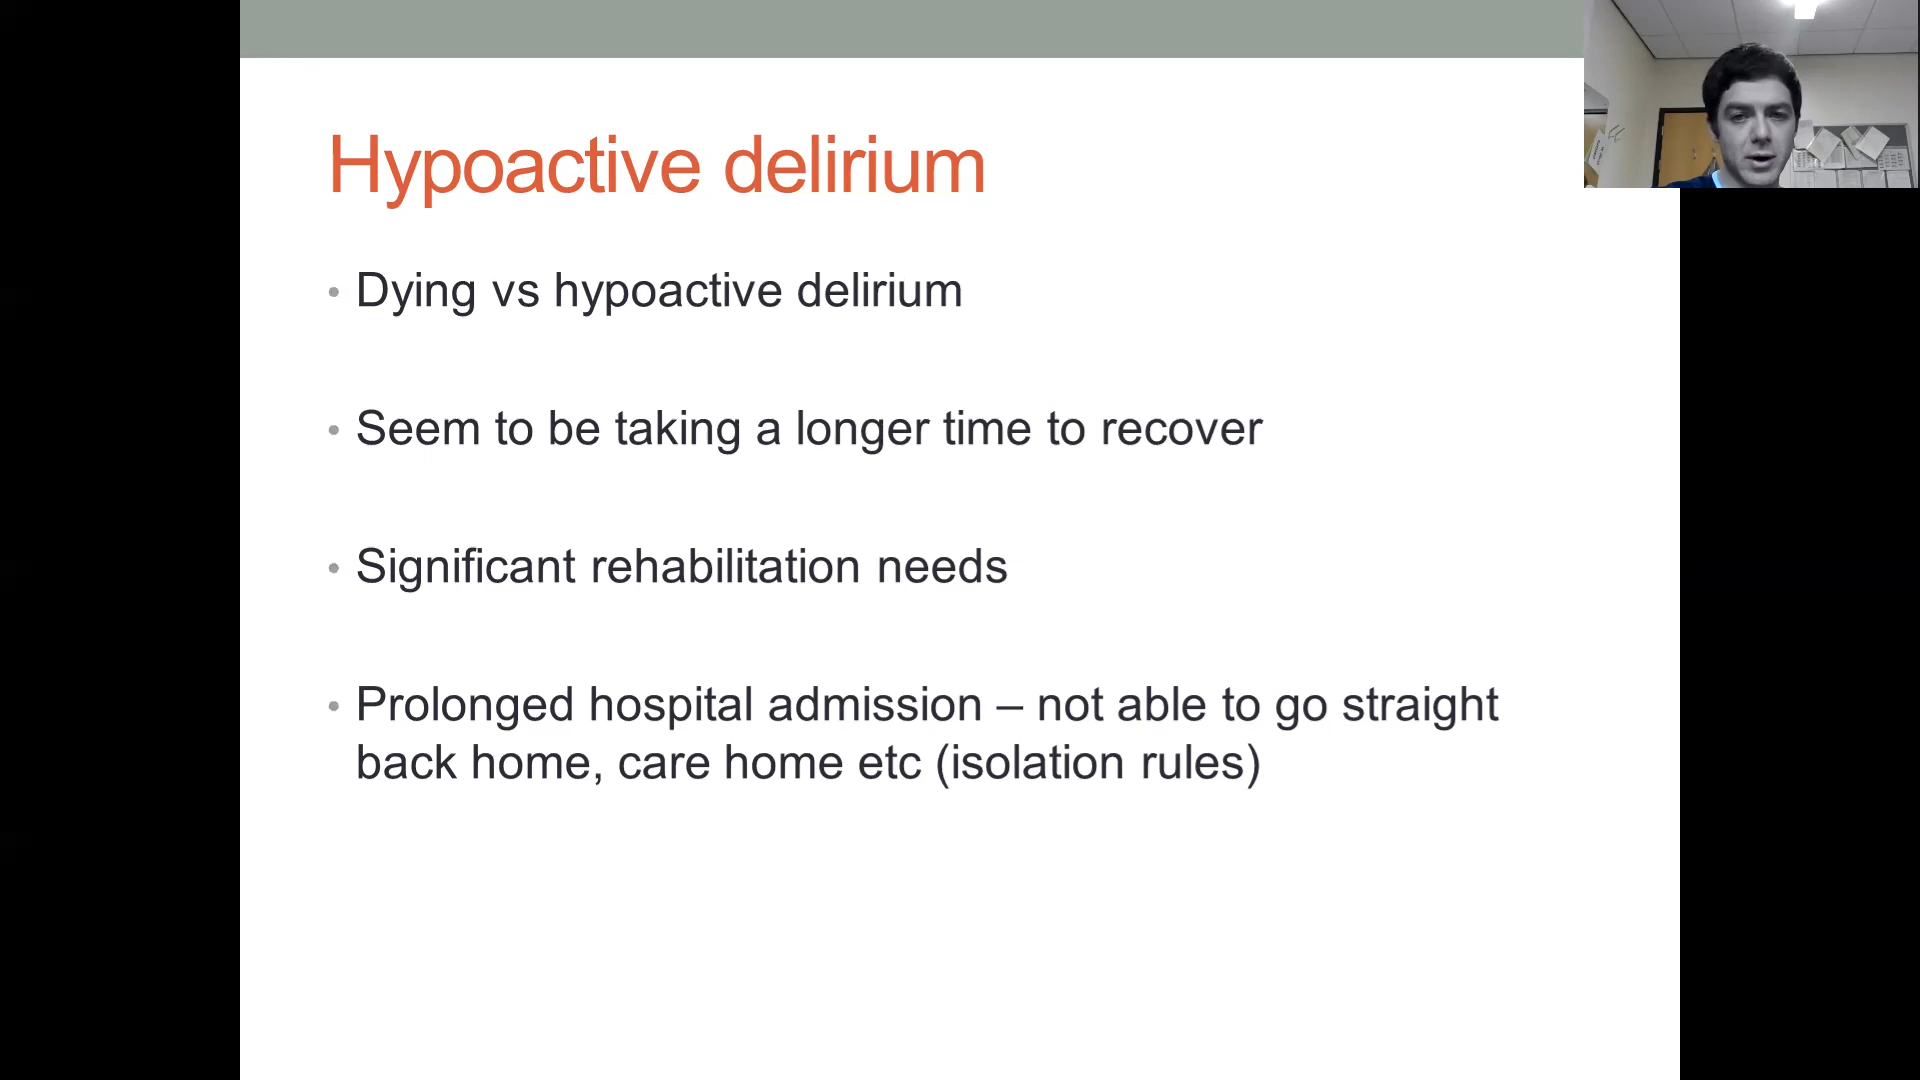 Hypoactive delirium
• Dying vs hypoactive delirium
• Seem to be taking a longer time to recover
• Significant rehabilitation needs
• Prolonged hospital admission – not able to go straight
back home, care home etc (isolation rules)